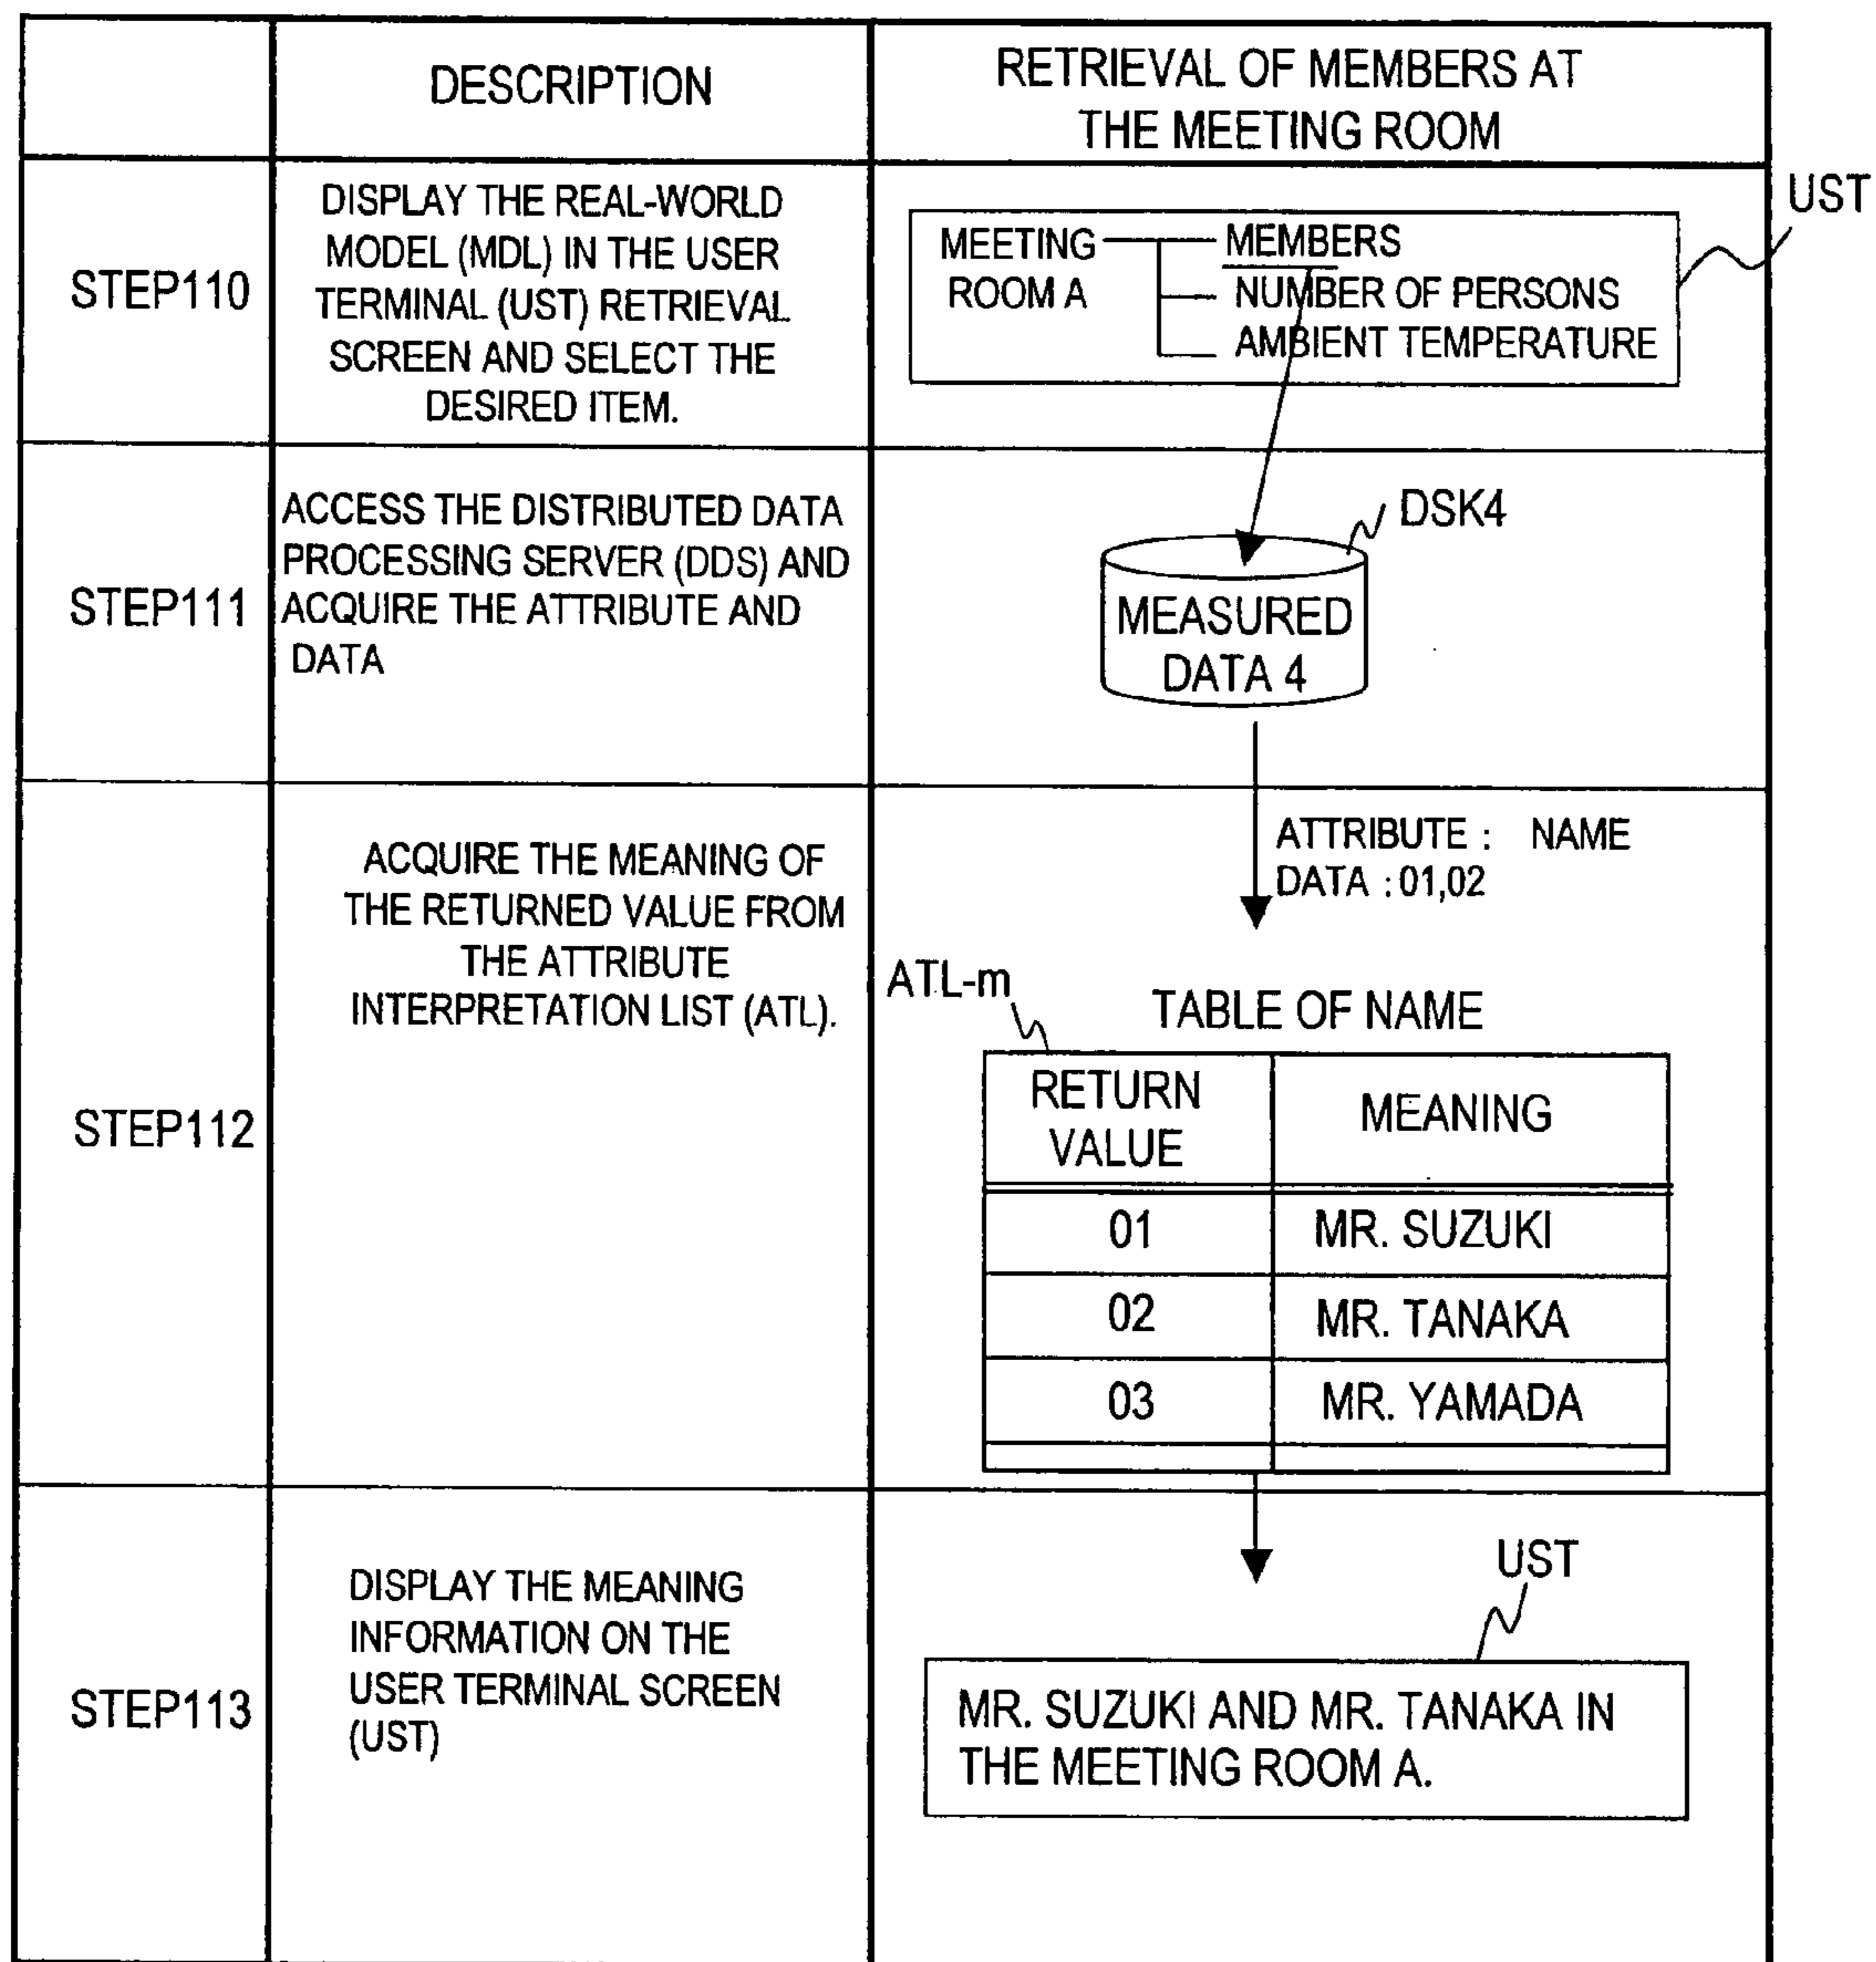 DESCRIPTION
RETRIEVAL OF MEMBERS AT
THE MEETING ROOM
STEP110
DISPLAY THE REAL-WORLD
MODEL (MDL) IN THE USER
TERMINAL (UST) RETRIEVAL
SCREEN AND SELECT THE
DESIRED ITEM.
UST
MEETING
ROOM A
MEMBERS
NUMBER OF PERSONS
AMBIENT TEMPERATURE
STEP111
ACCESS THE DISTRIBUTED DATA
PROCESSING SERVER (DDS) AND
ACQUIRE THE ATTRIBUTE AND
DATA
DSK4
MEASURED
DATA 4
STEP112
ACQUIRE THE MEANING OF
THE RETURNED VALUE FROM
THE ATTRIBUTE
INTERPRETATION LIST (ATL).
ATTRIBUTE : NAME
DATA : 01,02
ATL-m
TABLE OF NAME
RETURN
VALUE
MEANING
01 MR. SUZUKI
02 MR. TANAKA
03 MR. YAMADA
STEP113
DISPLAY THE MEANING
INFORMATION ON THE
USER TERMINAL SCREEN
(UST)
UST
MR. SUZUKI AND MR. TANAKA IN
THE MEETING ROOM A.